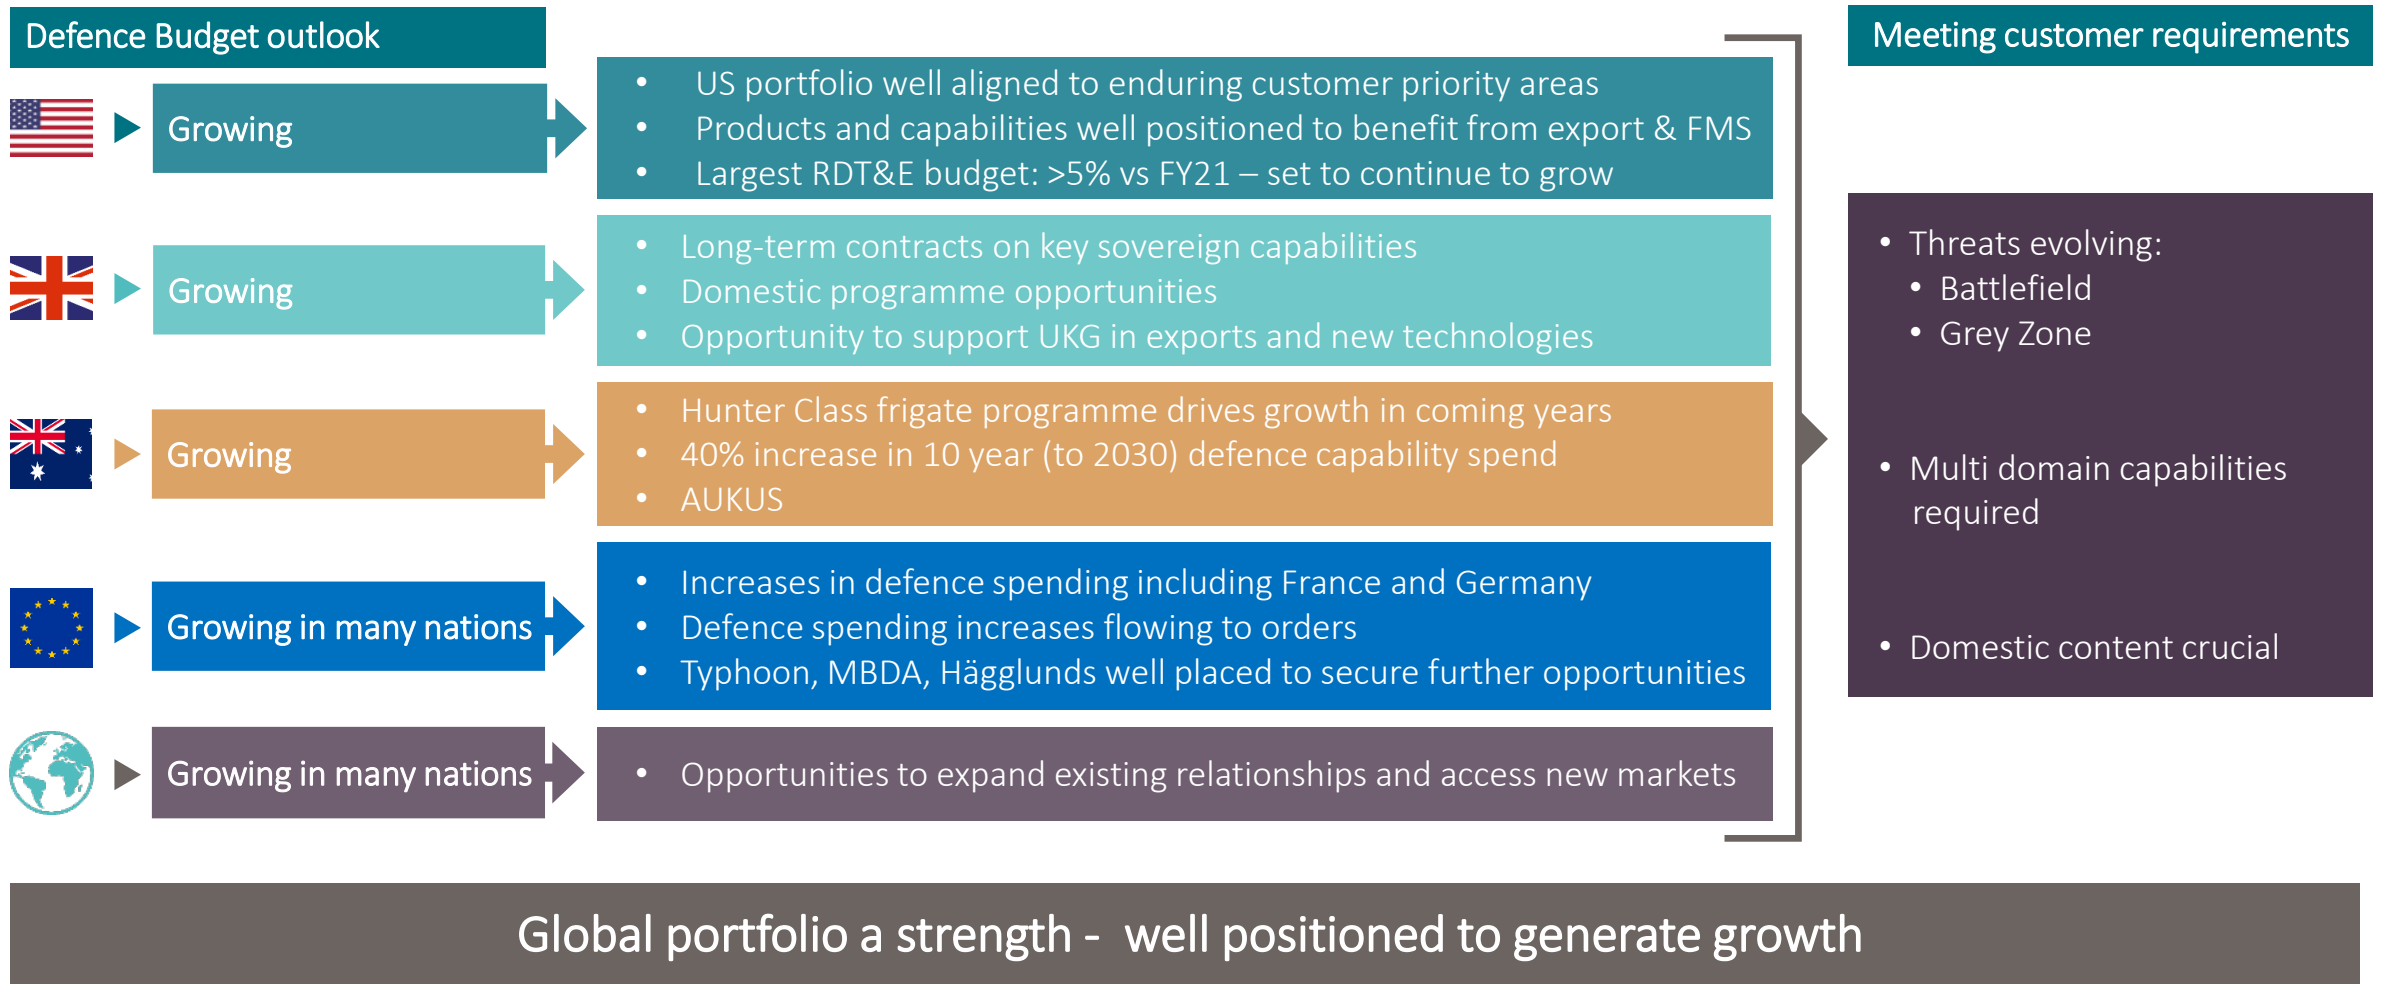 Defence Budget outlook
Growing
• US portfolio well aligned to enduring customer priority areas
• Products and capabilities well positioned to benefit from export & FMS
• Largest RDT&E budget: >5% vs FY21 – set to continue to grow
Growing
• Long-term contracts on key sovereign capabilities
• Domestic programme opportunities
• Opportunity to support UKG in exports and new technologies
Growing
• Hunter Class frigate programme drives growth in coming years
• 40% increase in 10 year (to 2030) defence capability spend
• AUKUS
Growing in many nations
• Increases in defence spending including France and Germany
• Defence spending increases flowing to orders
• Typhoon, MBDA, Hägglunds well placed to secure further opportunities
Growing in many nations
• Opportunities to expand existing relationships and access new markets
Meeting customer requirements
• Threats evolving:
• Battlefield
• Grey Zone
• Multi domain capabilities
required
• Domestic content crucial
Global portfolio a strength - well positioned to generate growth